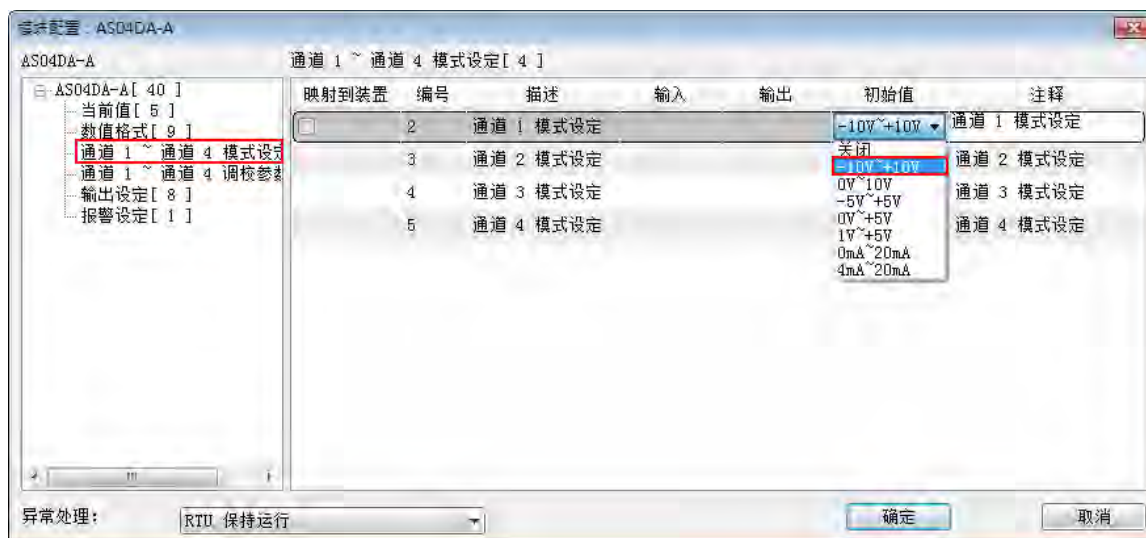 模块配置 : AS04DA-A
AS04DA-A
AS04DA-A[ 40 ]
当前值[ 5 ]
数值格式[ 9 ]
通道 1 ~ 通道 4 模式设定
通道 1 ~ 通道 4 调校参数
输出设定[ 8 ]
报警设定[ 1 ]
通道 1 ~ 通道 4 模式设定[ 4 ]
映射到装置 编号 描述 输入 输出 初始值 注释
2 通道 1 模式设定 -10V~+10V 通道 1 模式设定
3 通道 2 模式设定 通道 2 模式设定
4 通道 3 模式设定 通道 3 模式设定
5 通道 4 模式设定 通道 4 模式设定
关闭
-10V~+10V
0V~10V
-5V~+5V
0V~+5V
1V~+5V
0mA~20mA
4mA~20mA
异常处理: RTU 保持运行
确定 取消